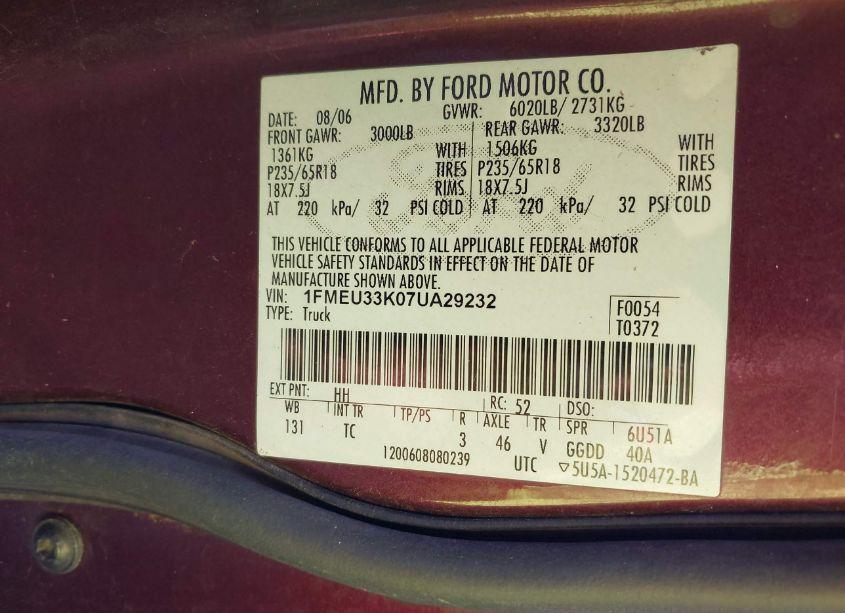 MFD. BY FORD MOTOR CO.
DATE: 08/06 GVWR: 6020LB/ 2731KG
FRONT GAWR: 3000LB REAR GAWR: 3320LB
1361KG WITH 1506KG WITH
P235/65R18 TIRES P235/65R18 TIRES
18X7.5J RIMS 18X7.5J RIMS
AT 220 kPa/ 32 PSI COLD AT 220 kPa/ 32 PSI COLD
THIS VEHICLE CONFORMS TO ALL APPLICABLE FEDERAL MOTOR
VEHICLE SAFETY STANDARDS IN EFFECT ON THE DATE OF
MANUFACTURE SHOWN ABOVE.
VIN: 1FMEU33K07UA29232 F0054
TYPE: Truck T0372
EXT PNT: HH RC: 52 DSO:
WB INT TR TP/PS R AXLE TR SPR 6U51A
131 TC 3 46 V GGDD 40A
1200608080239 UTC ▽5U5A-1520472-BA